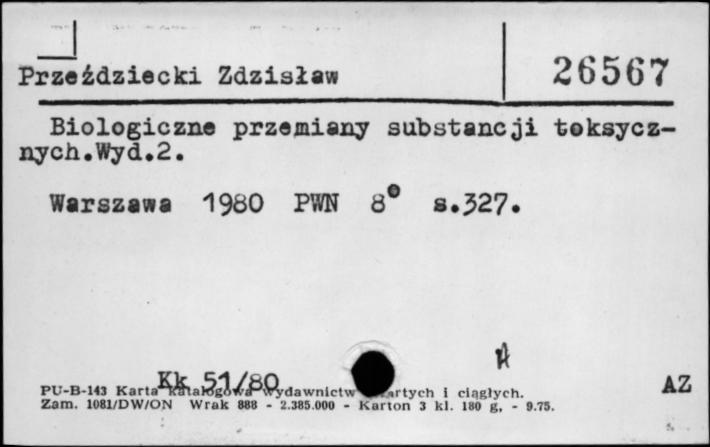 Przeździecki Zdzisław 26567
Biologiczne przemiany substancji toksycz-
nych.Wyd.2.
Warszawa 1980 PWN 8° s.327.
Kk 51/80
PU-B-143 Karta katalogowa wydawnictw i ciągłych. AZ
Zam. 1081/DW/ON Wrak 888 - 2.385.000 - Karton 3 kl. 180 g, - 9.75.